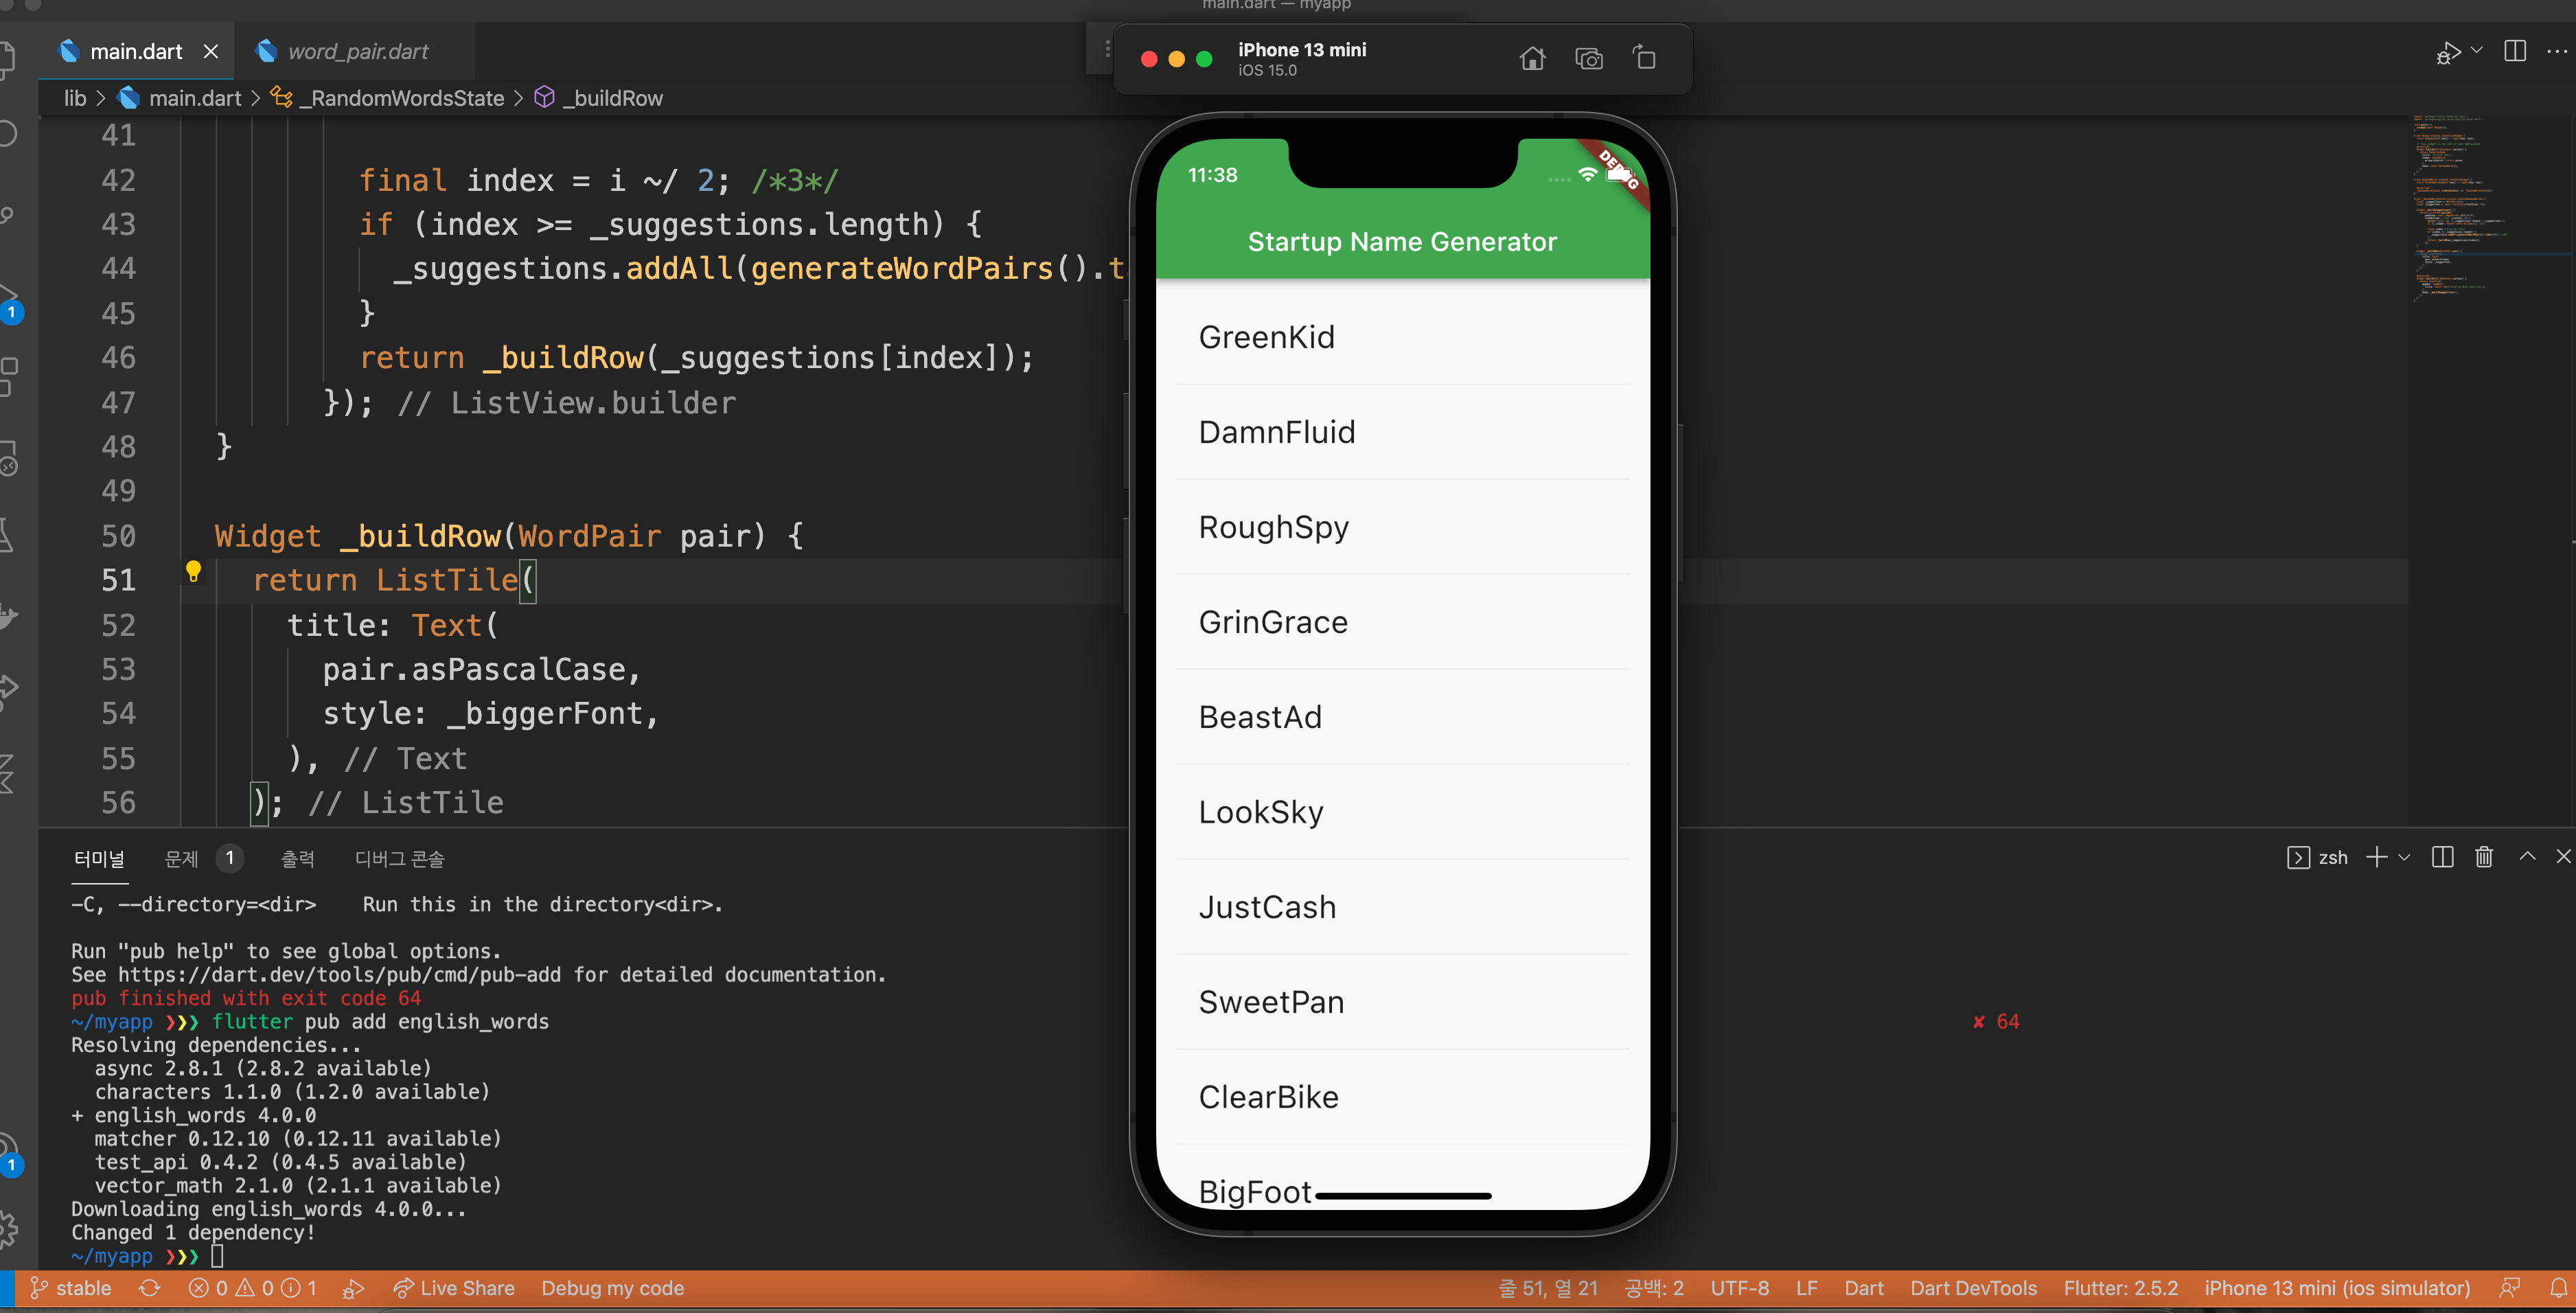 main.dart — myapp
main.dart
word_pair.dart
iPhone 13 mini
iOS 15.0
lib > main.dart > _RandomWordsState > _buildRow
41
42 final index = i ~/ 2; /*3*/
43 if (index >= _suggestions.length) {
44 _suggestions.addAll(generateWordPairs().t
45 }
46 return _buildRow(_suggestions[index]);
47 }); // ListView.builder
48 }
49
50 Widget _buildRow(WordPair pair) {
51 return ListTile(
52 title: Text(
53 pair.asPascalCase,
54 style: _biggerFont,
55 ), // Text
56 ); // ListTile
11:38
DEBUG
Startup Name Generator
GreenKid
DamnFluid
RoughSpy
GrinGrace
BeastAd
LookSky
JustCash
SweetPan
ClearBike
BigFoot
1
1
터미널 문제 1 출력 디버그 콘솔
zsh
-C, --directory=<dir>    Run this in the directory<dir>.
Run "pub help" to see global options.
See https://dart.dev/tools/pub/cmd/pub-add for detailed documentation.
pub finished with exit code 64
~/myapp ❯❯❯ flutter pub add english_words
✘ 64
Resolving dependencies...
async 2.8.1 (2.8.2 available)
characters 1.1.0 (1.2.0 available)
+ english_words 4.0.0
matcher 0.12.10 (0.12.11 available)
test_api 0.4.2 (0.4.5 available)
vector_math 2.1.0 (2.1.1 available)
Downloading english_words 4.0.0...
Changed 1 dependency!
~/myapp ❯❯❯
stable 0 0 1 Live Share Debug my code
줄 51, 열 21 공백: 2 UTF-8 LF Dart Dart DevTools Flutter: 2.5.2 iPhone 13 mini (ios simulator)